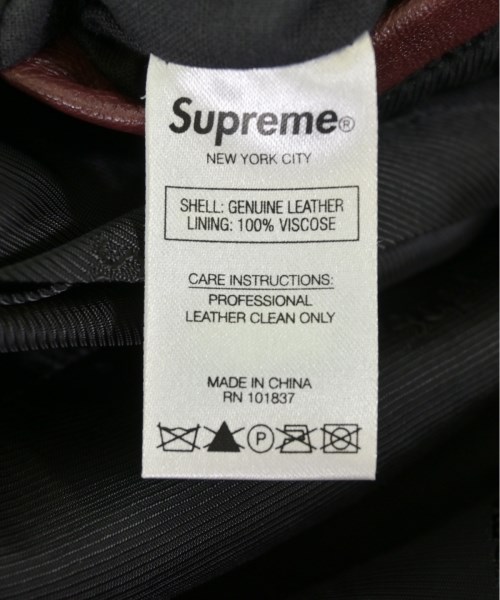 Supreme®
NEW YORK CITY
SHELL: GENUINE LEATHER
LINING: 100% VISCOSE
CARE INSTRUCTIONS:
PROFESSIONAL
LEATHER CLEAN ONLY
MADE IN CHINA
RN 101837
P